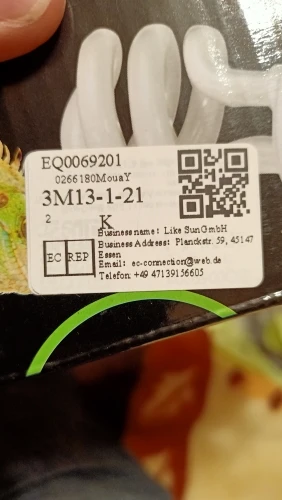 EQ0069201
0266180MouaY
3M13-1-21
2
K
EC REP
Business name: Like Sun GmbH
Business Address: Planckstr. 59, 45147
Essen
Email: ec-connection@web.de
Telefon: +49 47139156605